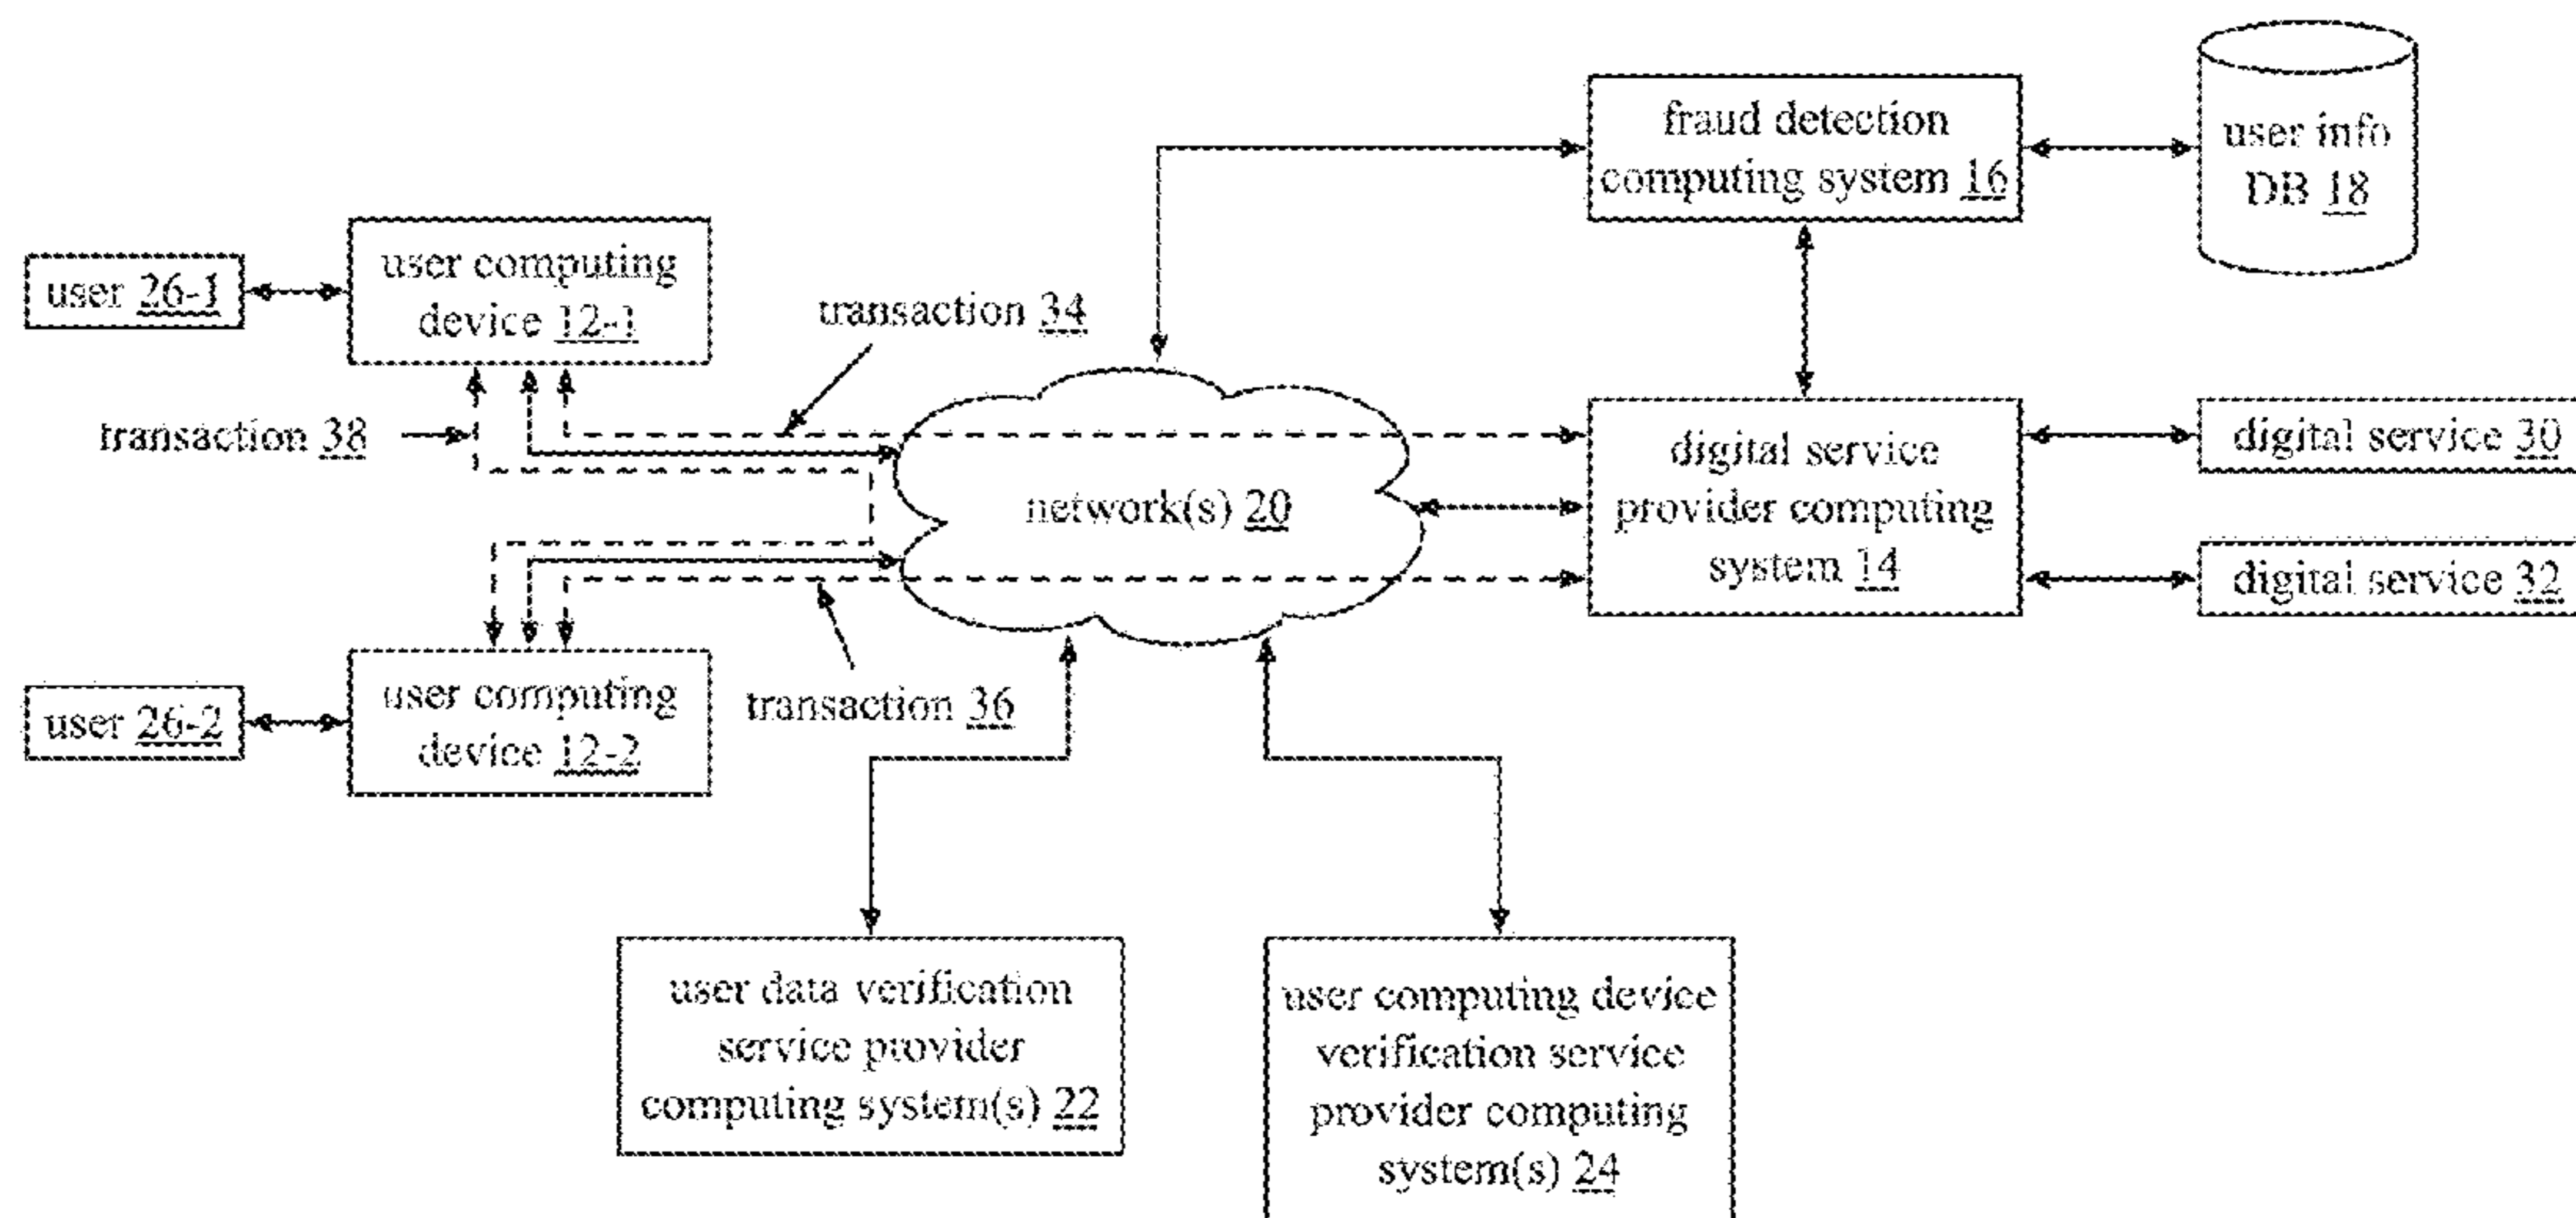 fraud detection
computing system 16
user info
DB 18
user 26-1
user computing
device 12-1
transaction 34
transaction 38
network(s) 20
digital service
provider computing
system 14
digital service 30
digital service 32
user 26-2
user computing
device 12-2
transaction 36
user data verification
service provider
computing system(s) 22
user computing device
verification service
provider computing
system(s) 24